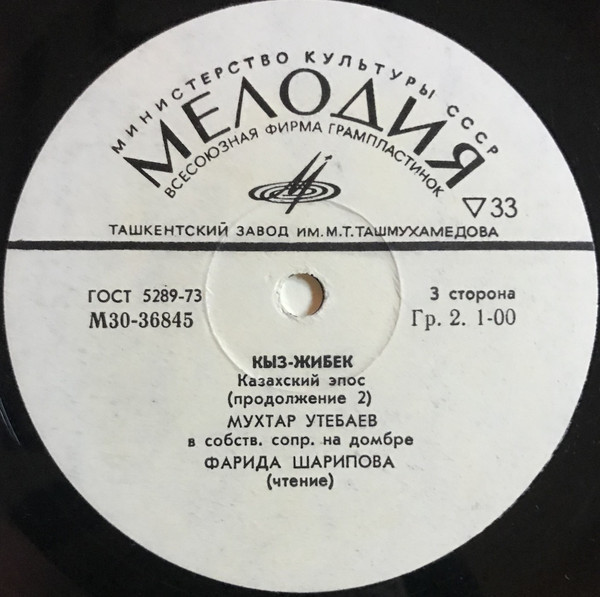 МИНИСТЕРСТВО КУЛЬТУРЫ СССР
МЕЛОДИЯ
ВСЕСОЮЗНАЯ ФИРМА ГРАМПЛАСТИНОК
▽33
ТАШКЕНТСКИЙ ЗАВОД ИМ. М.Т. ТАШМУХАМЕДОВА
ГОСТ 5289-73
М30-36845
3 сторона
Гр. 2. 1-00
КЫЗ-ЖИБЕК
Казахский эпос
(продолжение 2)
МУХТАР УТЕБАЕВ
в собств. сопр. на домбре
ФАРИДА ШАРИПОВА
(чтение)